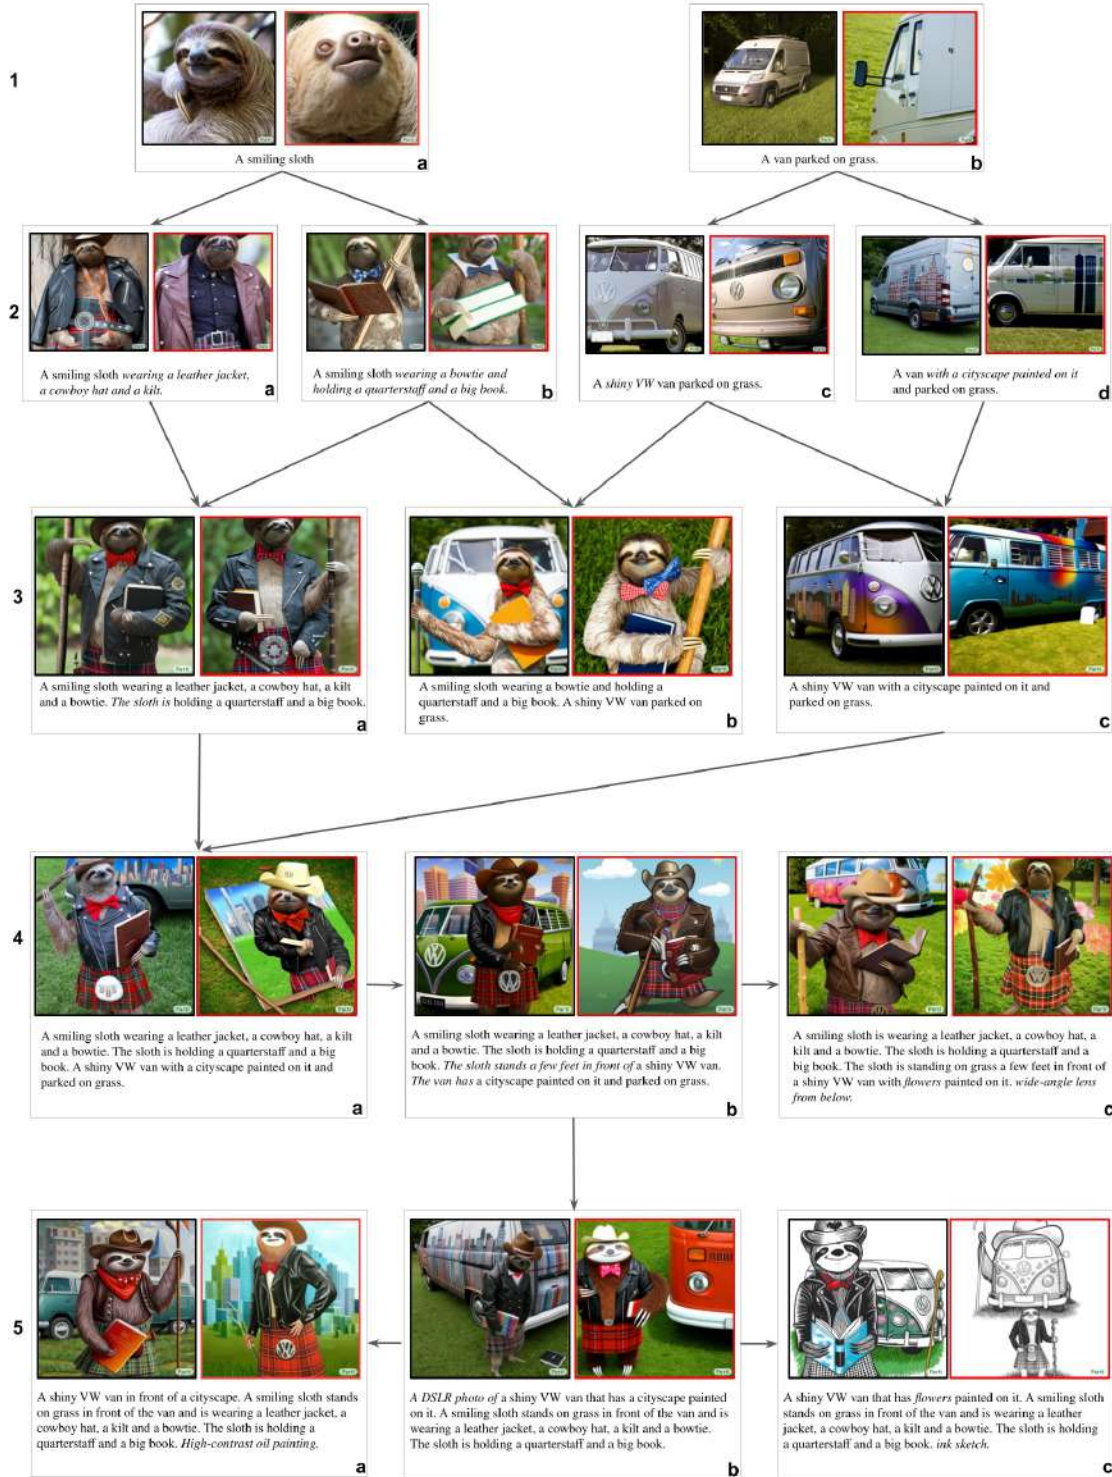 1
A smiling sloth
a
A van parked on grass.
b
2
A smiling sloth wearing a leather jacket,
a cowboy hat and a kilt.
a
A smiling sloth wearing a bowtie and
holding a quarterstaff and a big book.
b
A shiny VW van parked on grass.
c
A van with a cityscape painted on it
and parked on grass.
d
3
A smiling sloth wearing a leather jacket, a cowboy hat, a kilt
and a bowtie. The sloth is holding a quarterstaff and a big book.
a
A smiling sloth wearing a bowtie and holding a
quarterstaff and a big book. A shiny VW van parked on
grass.
b
A shiny VW van with a cityscape painted on it and
parked on grass.
c
4
A smiling sloth wearing a leather jacket, a cowboy hat, a kilt
and a bowtie. The sloth is holding a quarterstaff and a big
book. A shiny VW van with a cityscape painted on it and
parked on grass.
a
A smiling sloth wearing a leather jacket, a cowboy hat, a kilt
and a bowtie. The sloth is holding a quarterstaff and a big
book. The sloth stands a few feet in front of a shiny VW van.
The van has a cityscape painted on it and parked on grass.
b
A smiling sloth is wearing a leather jacket, a cowboy hat, a
kilt and a bowtie. The sloth is holding a quarterstaff and a
big book. The sloth is standing on grass a few feet in front of
a shiny VW van with flowers painted on it. wide-angle lens
from below.
c
5
A shiny VW van in front of a cityscape. A smiling sloth stands
on grass in front of the van and is wearing a leather jacket, a
cowboy hat, a kilt and a bowtie. The sloth is holding a
quarterstaff and a big book. High-contrast oil painting.
a
A DSLR photo of a shiny VW van that has a cityscape painted
on it. A smiling sloth stands on grass in front of the van and is
wearing a leather jacket, a cowboy hat, a kilt and a bowtie.
The sloth is holding a quarterstaff and a big book.
b
A shiny VW van that has flowers painted on it. A smiling sloth
stands on grass in front of the van and is wearing a leather
jacket, a cowboy hat, a kilt and a bowtie. The sloth is holding
a quarterstaff and a big book. ink sketch.
c